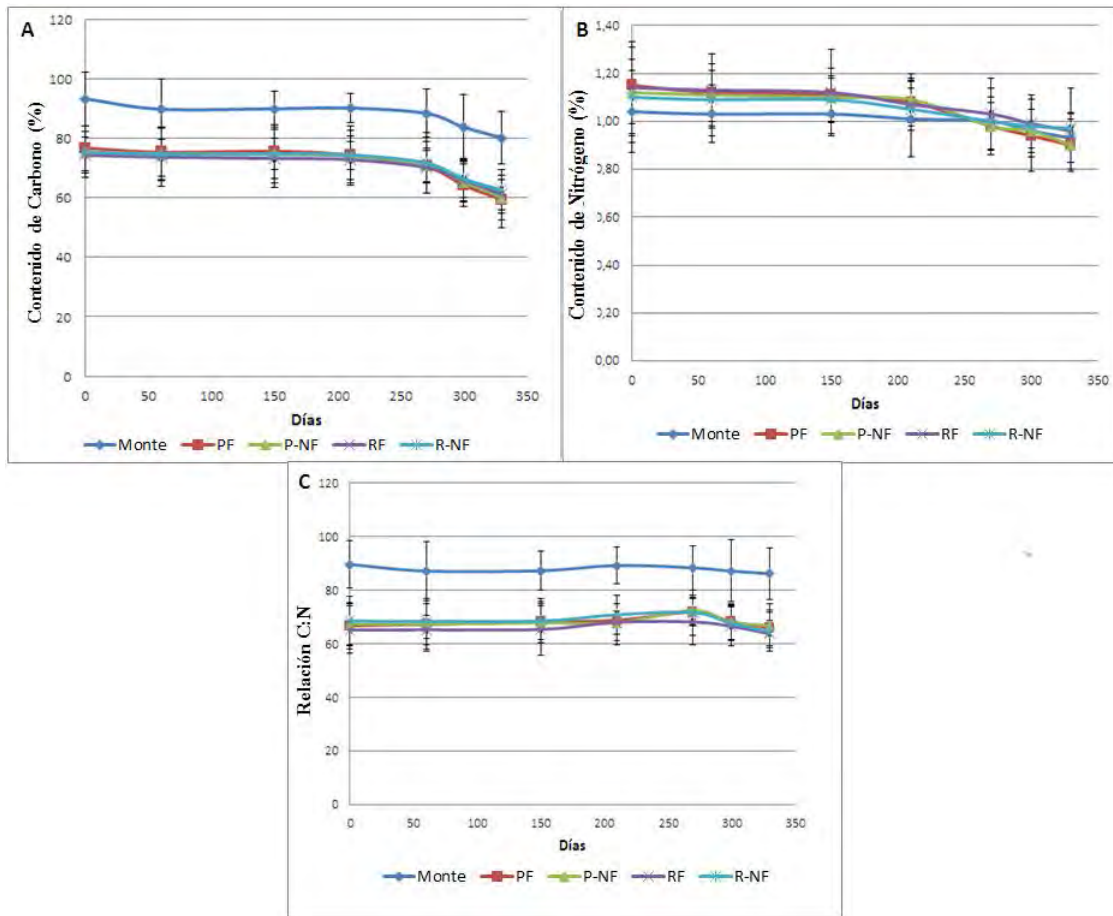 A
Contenido de Carbono (%)
120
100
80
60
40
20
0
0 50 100 150 200 250 300 350
Días
Monte PF P-NF RF R-NF
B
Contenido de Nitrógeno (%)
1,40
1,20
1,00
0,80
0,60
0,40
0,20
0,00
0 50 100 150 200 250 300 350
Días
Monte PF P-NF RF R-NF
C
Relación C:N
120
100
80
60
40
20
0
0 50 100 150 200 250 300 350
Días
Monte PF P-NF RF R-NF